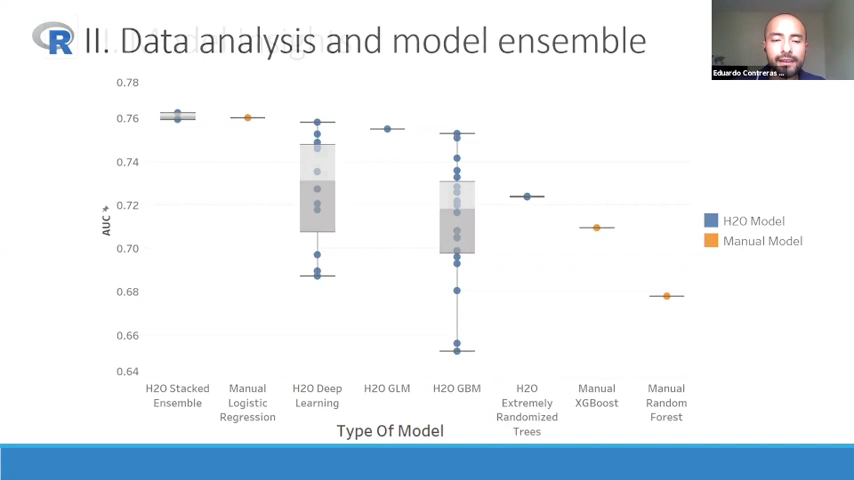 R II. Data analysis and model ensemble
Eduardo Contreras ...
0.78
0.76
0.74
0.72
0.70
0.68
0.66
0.64
AUC
H2O Model
Manual Model
H2O Stacked Ensemble
Manual Logistic Regression
H2O Deep Learning
H2O GLM
H2O GBM
H2O Extremely Randomized Trees
Manual XGBoost
Manual Random Forest
Type Of Model